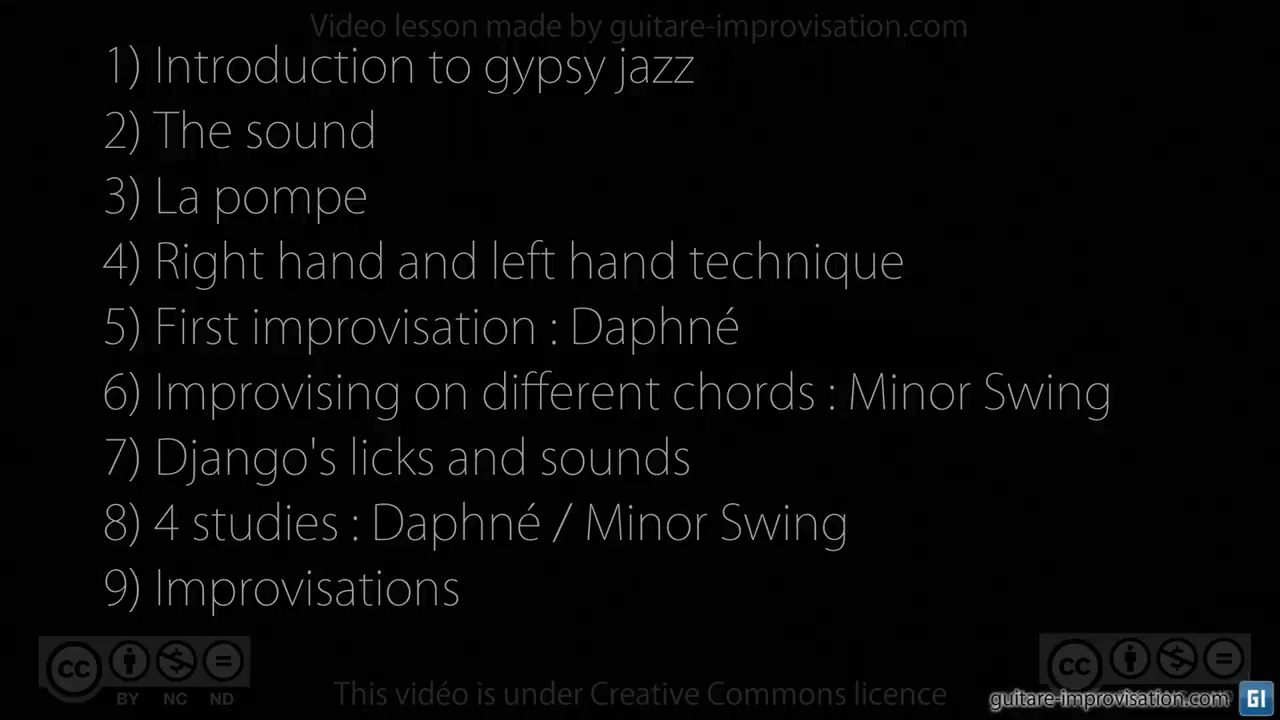 Video lesson made by guitare-improvisation.com
1) Introduction to gypsy jazz
2) The sound
3) La pompe
4) Right hand and left hand technique
5) First improvisation : Daphné
6) Improvising on different chords : Minor Swing
7) Django's licks and sounds
8) 4 studies : Daphné / Minor Swing
9) Improvisations
cc
BY NC ND
This vidéo is under Creative Commons licence
cc
guitare-improvisation.com GI